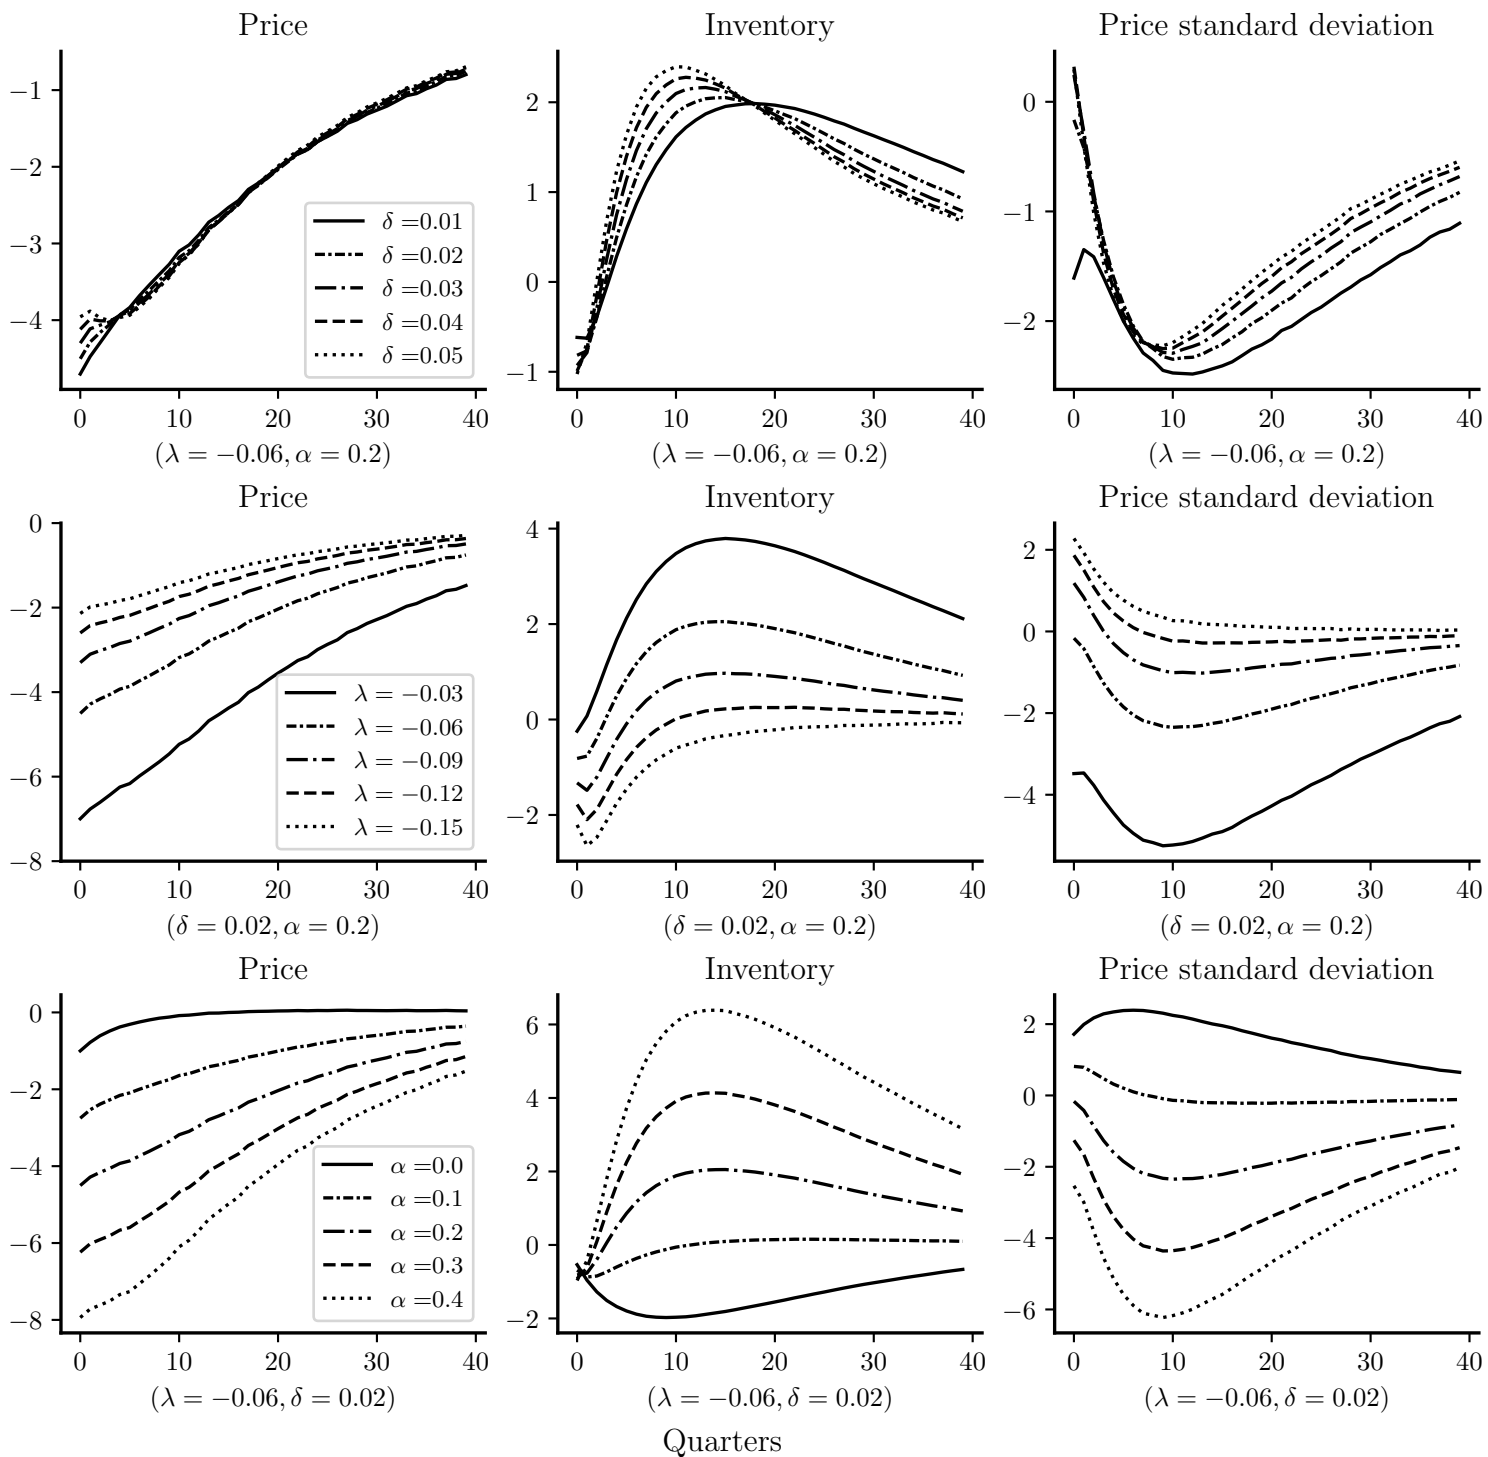 Price
Inventory
Price standard deviation
−1
−2
−3
−4
δ =0.01
δ =0.02
δ =0.03
δ =0.04
δ =0.05
0 10 20 30 40
(λ = −0.06, α = 0.2)
2
1
0
−1
0 10 20 30 40
(λ = −0.06, α = 0.2)
0
−1
−2
0 10 20 30 40
(λ = −0.06, α = 0.2)
Price
Inventory
Price standard deviation
0
−2
−4
−6
−8
λ = −0.03
λ = −0.06
λ = −0.09
λ = −0.12
λ = −0.15
0 10 20 30 40
(δ = 0.02, α = 0.2)
4
2
0
−2
0 10 20 30 40
(δ = 0.02, α = 0.2)
2
0
−2
−4
0 10 20 30 40
(δ = 0.02, α = 0.2)
Price
Inventory
Price standard deviation
0
−2
−4
−6
−8
α =0.0
α =0.1
α =0.2
α =0.3
α =0.4
0 10 20 30 40
(λ = −0.06, δ = 0.02)
6
4
2
0
−2
0 10 20 30 40
(λ = −0.06, δ = 0.02)
2
0
−2
−4
−6
0 10 20 30 40
(λ = −0.06, δ = 0.02)
Quarters